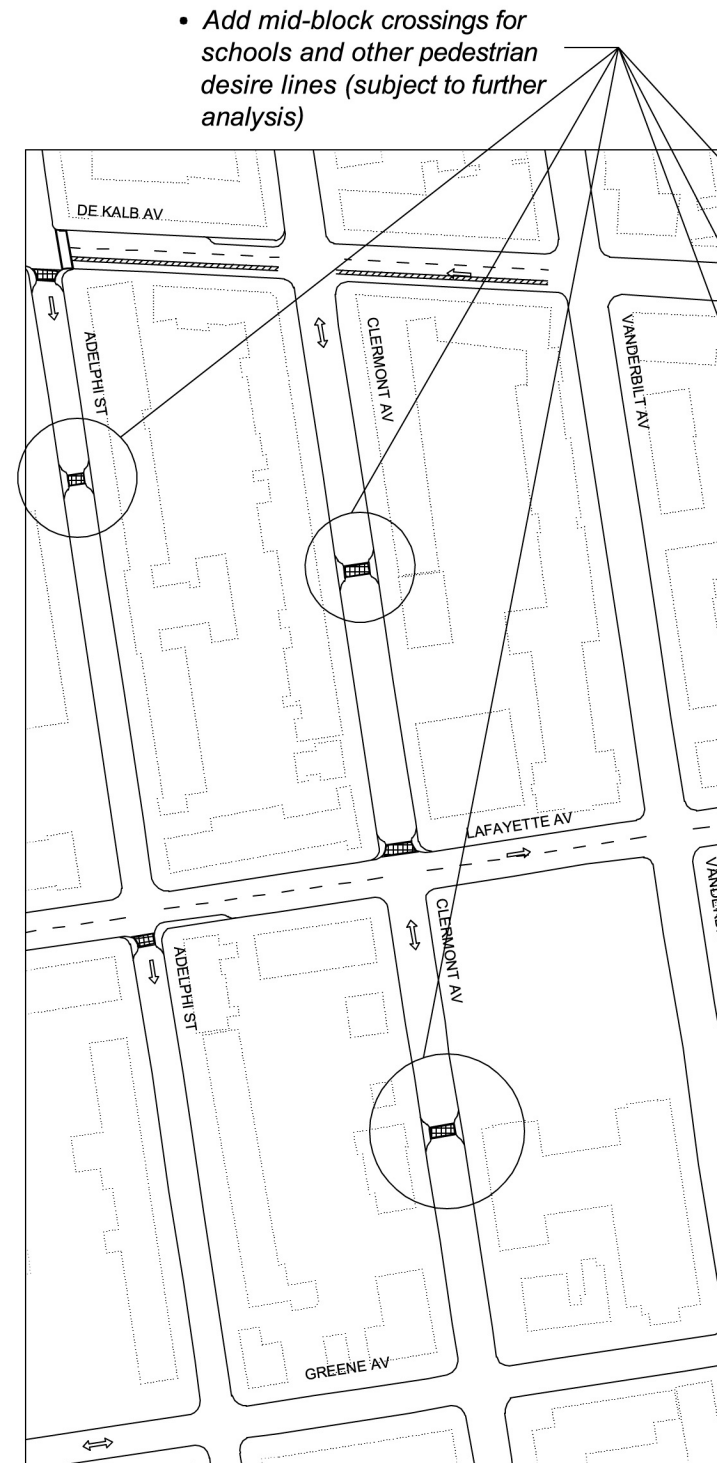 • Add mid-block crossings for
schools and other pedestrian
desire lines (subject to further
analysis)
DE KALB AV
ADELPHI ST
CLERMONT AV
VANDERBILT AV
LAFAYETTE AV
ADELPHI ST
CLERMONT AV
GREENE AV